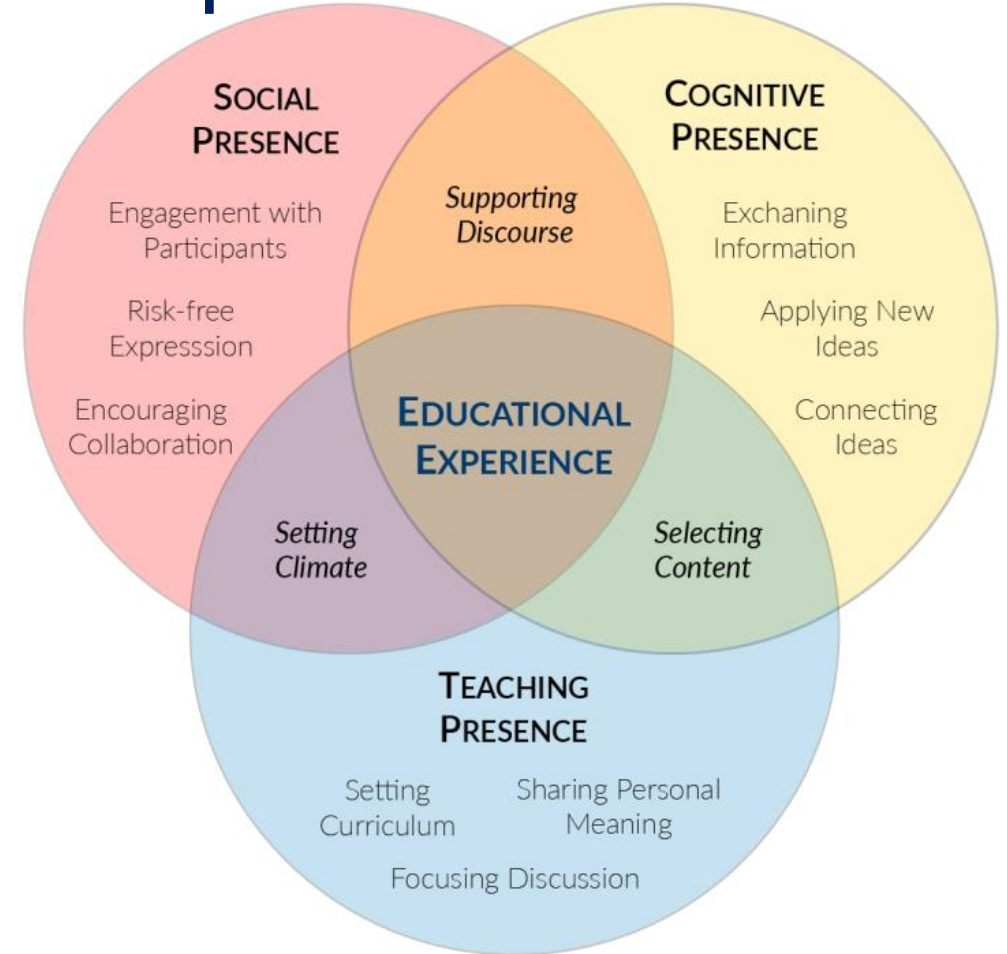 SOCIAL
PRESENCE
Engagement with
Participants
Risk-free
Expresssion
Encouraging
Collaboration
Supporting
Discourse
COGNITIVE
PRESENCE
Exchaning
Information
Applying New
Ideas
Connecting
Ideas
EDUCATIONAL
EXPERIENCE
Setting
Climate
Selecting
Content
TEACHING
PRESENCE
Setting
Curriculum
Sharing Personal
Meaning
Focusing Discussion